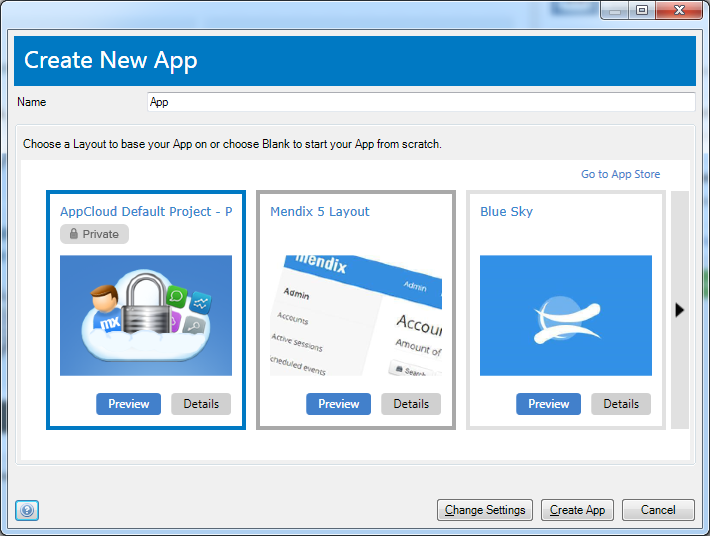 Create New App
Name
App
Choose a Layout to base your App on or choose Blank to start your App from scratch.
Go to App Store
AppCloud Default Project - P
Private
mx
Preview
Details
Mendix 5 Layout
mendix
Admin
Admin
Accounts
Accou
Active sessions
Amount of
scheduled events
Search
Preview
Details
Blue Sky
Preview
Details
Change Settings
Create App
Cancel